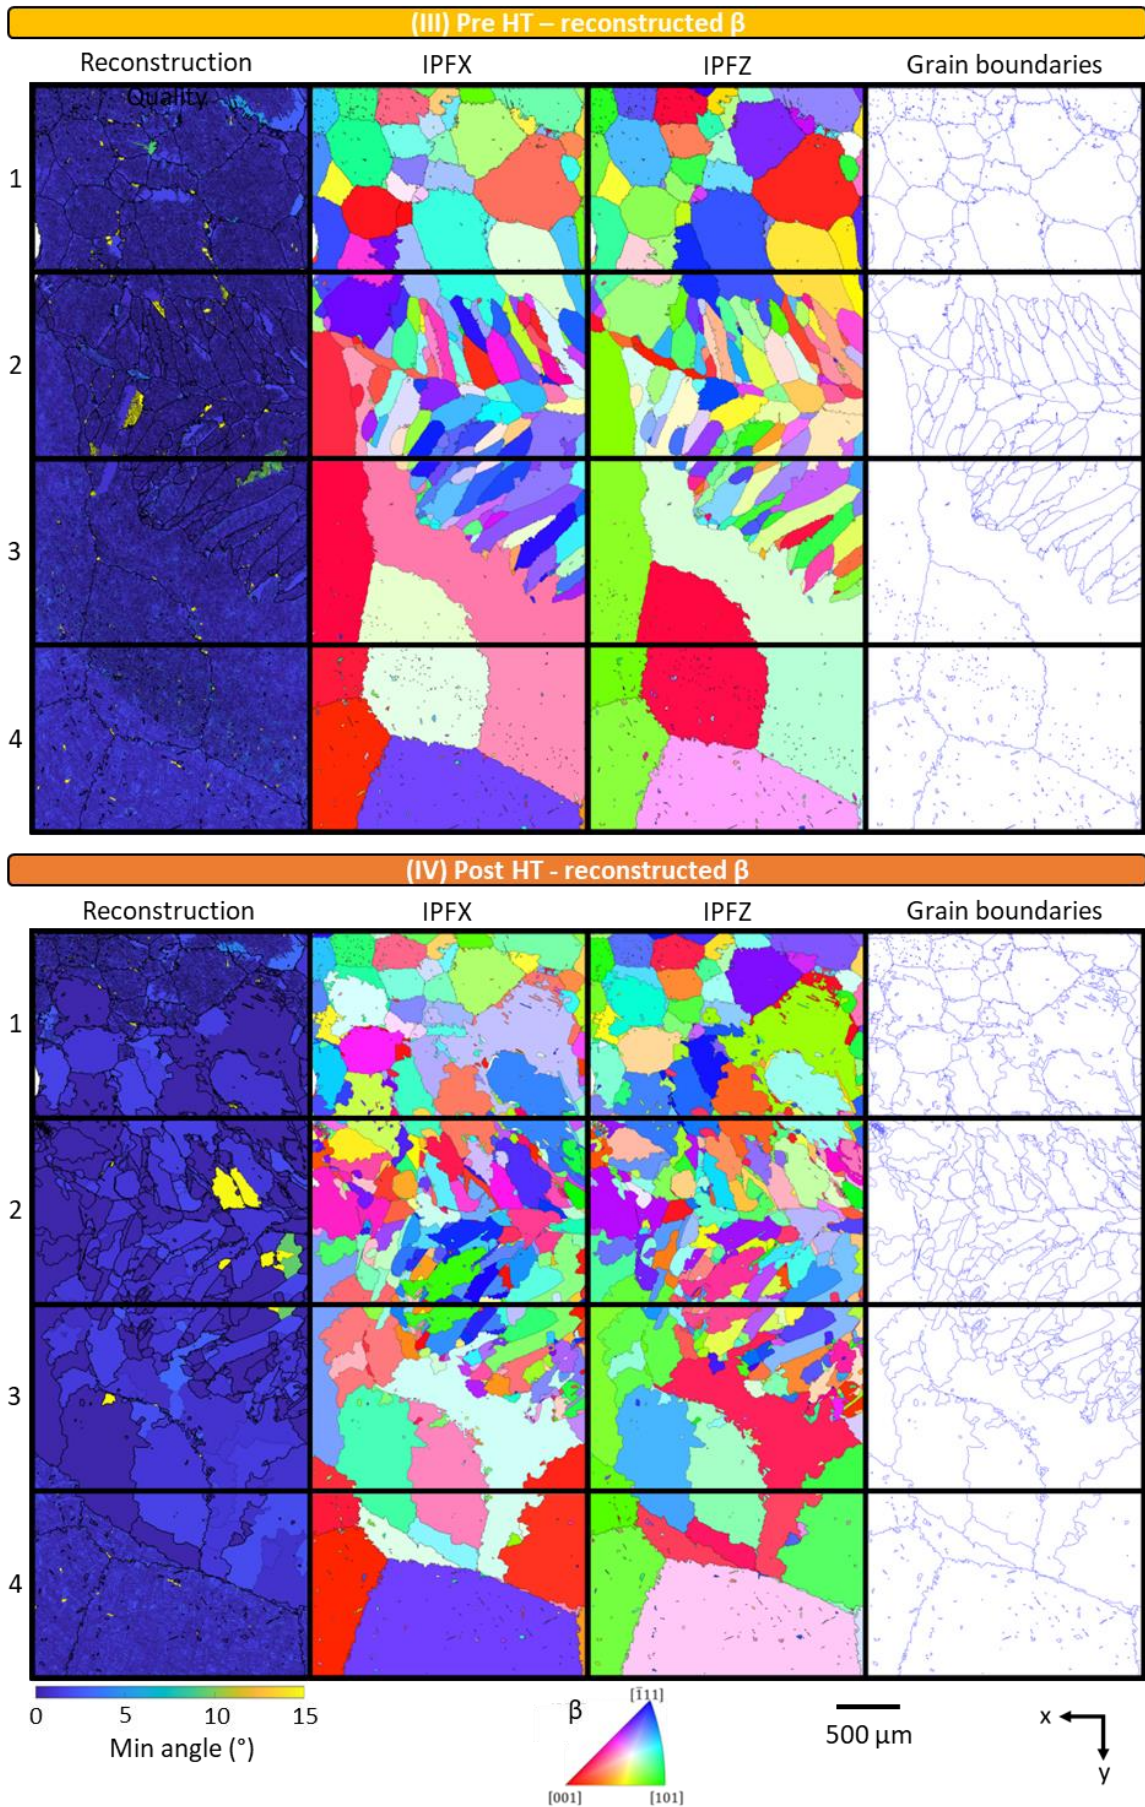 (III) Pre HT – reconstructed β
Reconstruction Quality IPFX IPFZ Grain boundaries
1
2
3
4
(IV) Post HT - reconstructed β
Reconstruction IPFX IPFZ Grain boundaries
1
2
3
4
0 5 10 15
Min angle (°)
β
[1̅11]
[001] [101]
500 µm
x
y